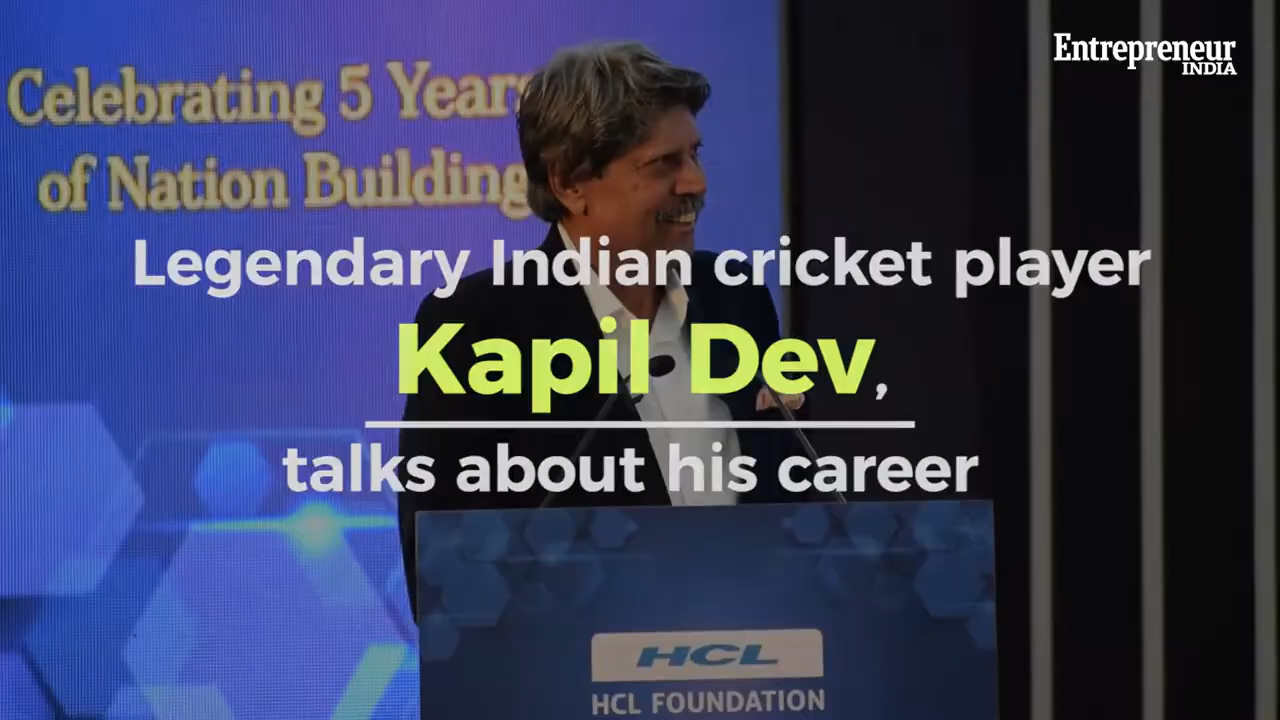 Entrepreneur
INDIA
Celebrating 5 Years
of Nation Building
Legendary Indian cricket player
Kapil Dev,
talks about his career
HCL
HCL FOUNDATION